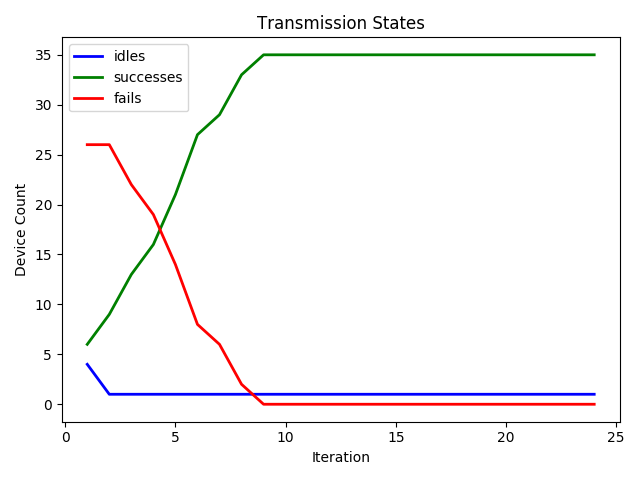 Transmission States
idles
successes
fails
Device Count
35
30
25
20
15
10
5
0
0 5 10 15 20 25
Iteration